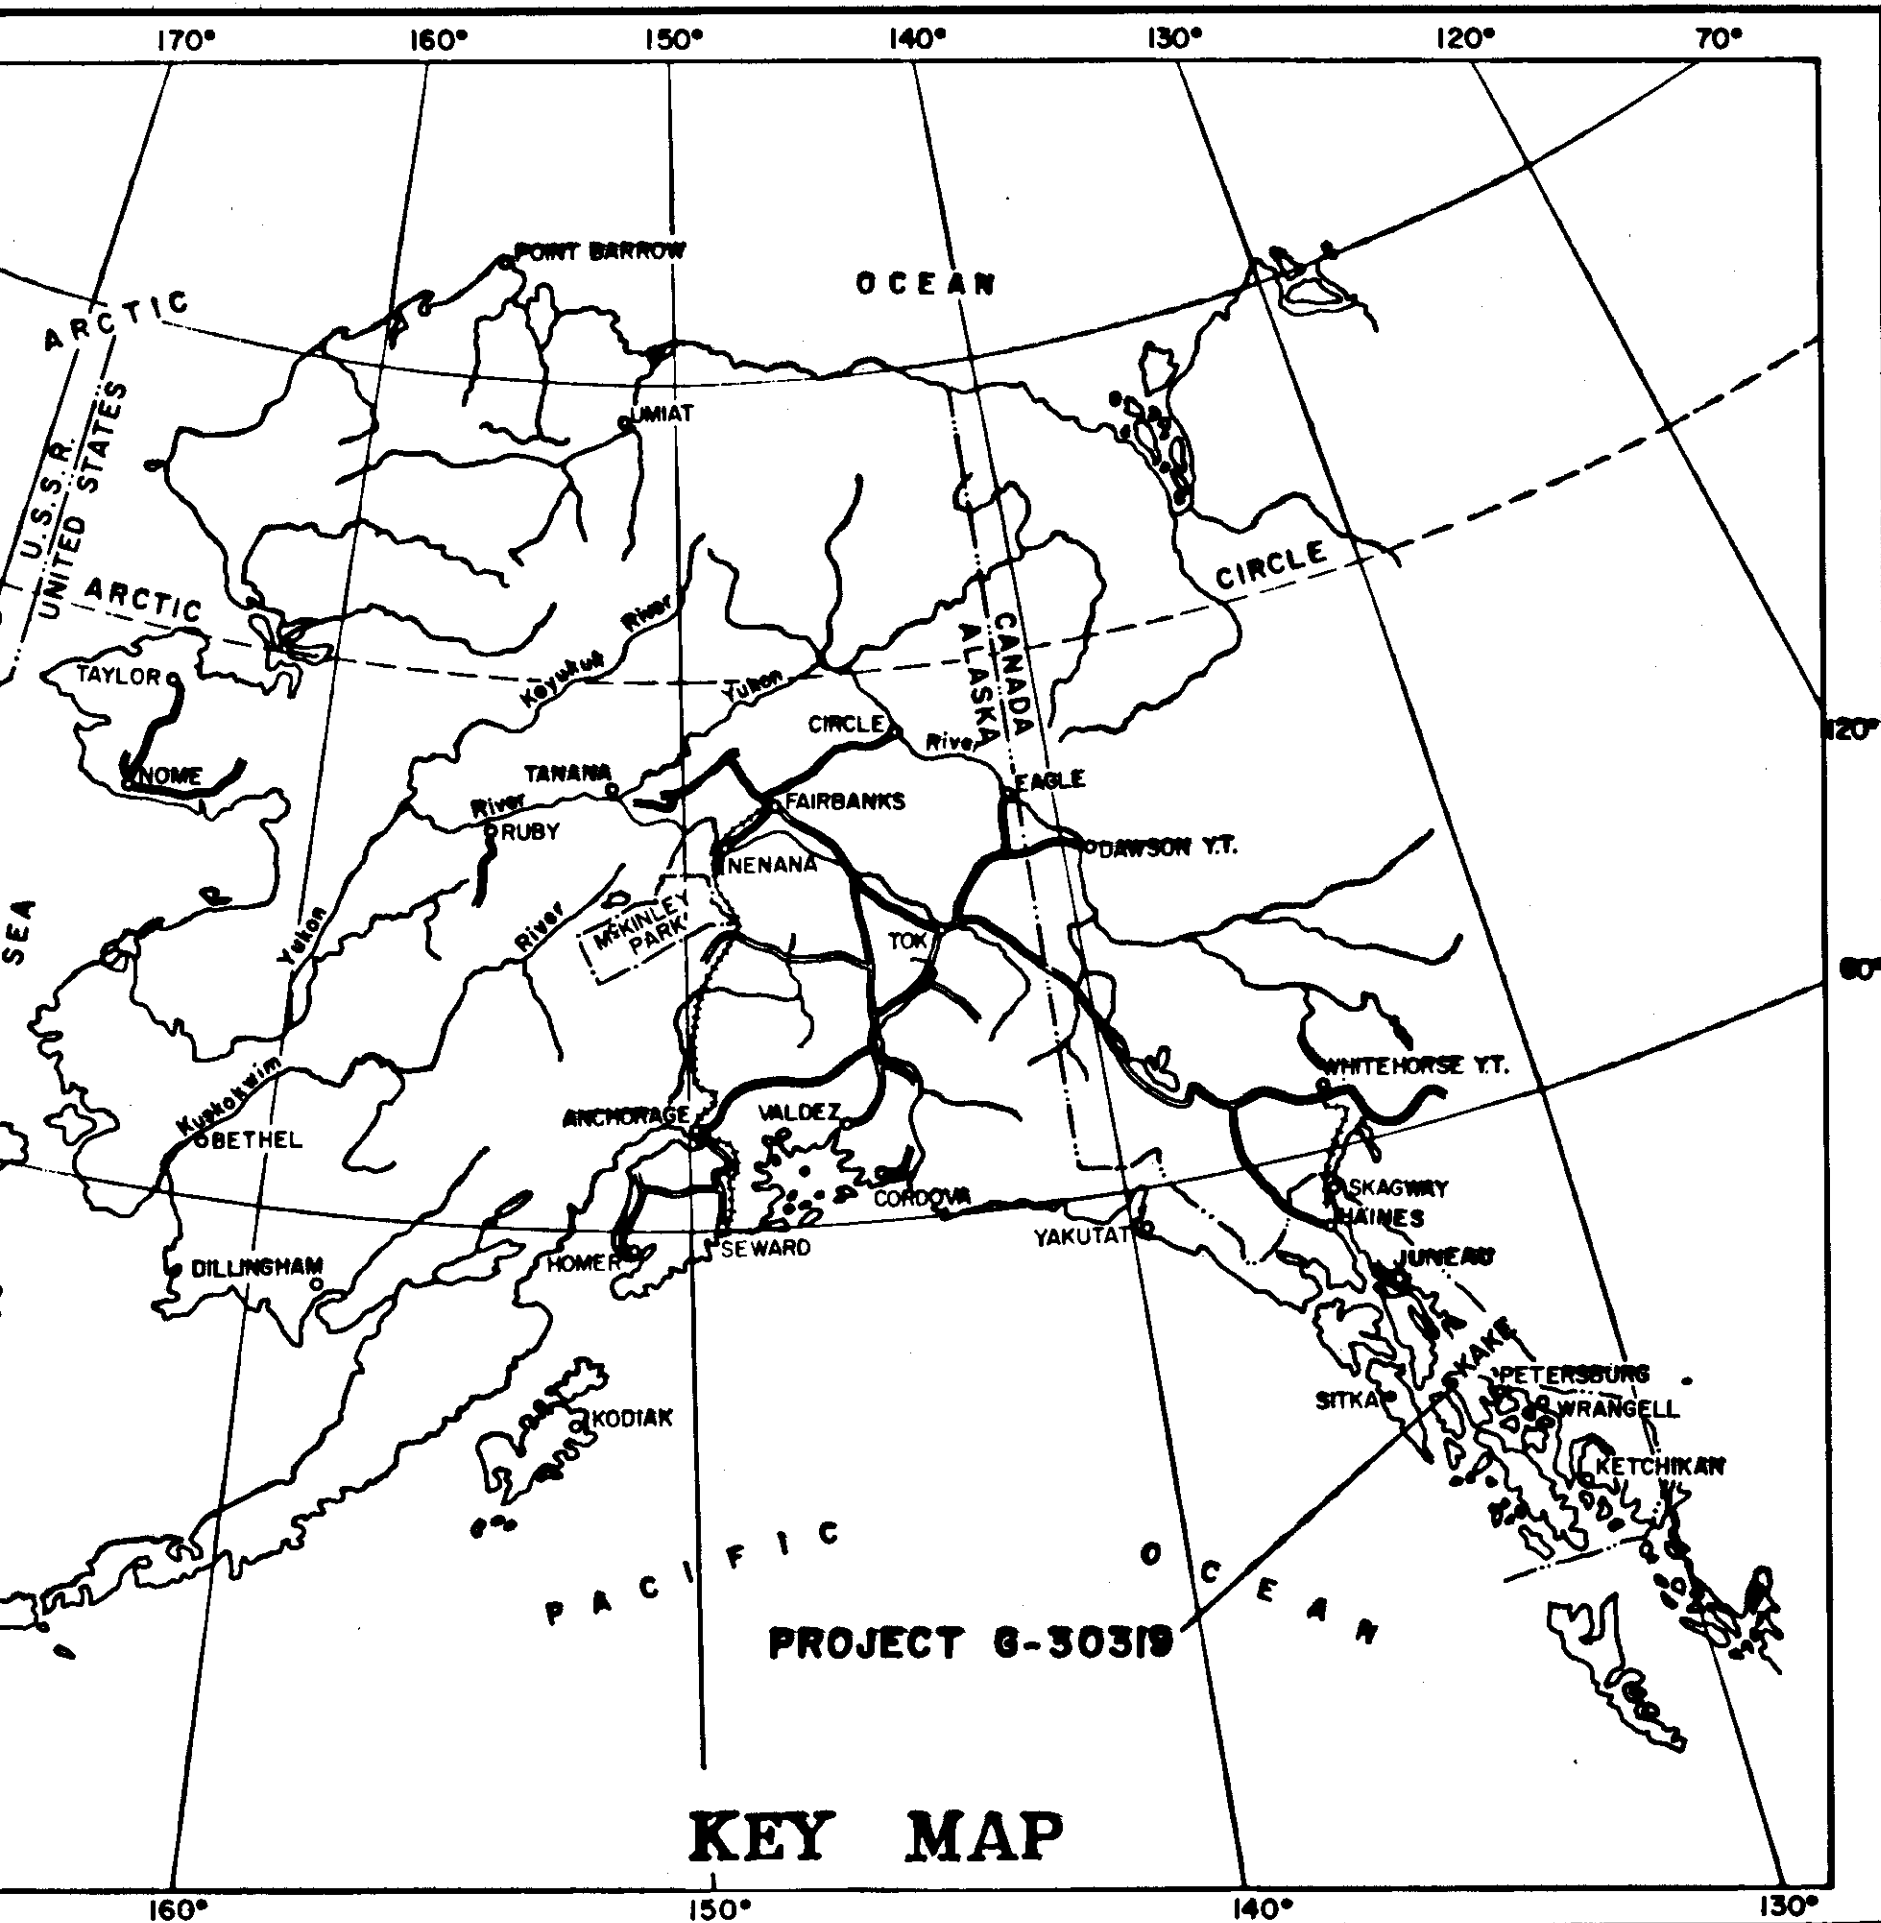 170° 160° 150° 140° 130° 120° 70°
POINT BARROW
OCEAN
ARCTIC
UMIAT
U.S.S.R.
UNITED STATES
ARCTIC
CIRCLE
River
Koyukuk
Yukon
CANADA
ALASKA
TAYLOR
CIRCLE
River
120°
NOME
TANANA
EAGLE
River
FAIRBANKS
RUBY
DAWSON Y.T.
NENANA
McKINLEY
PARK
SEA
Yukon
River
TOK
60°
WHITEHORSE Y.T.
Kuskokwim
ANCHORAGE
VALDEZ
BETHEL
CORDOVA
SKAGWAY
HAINES
YAKUTAT
SEWARD
HOMER
JUNEAU
DILLINGHAM
KAKE
PETERSBURG
SITKA
WRANGELL
KODIAK
KETCHIKAN
PACIFIC
OCEAN
PROJECT G-30319
KEY MAP
160° 150° 140° 130°